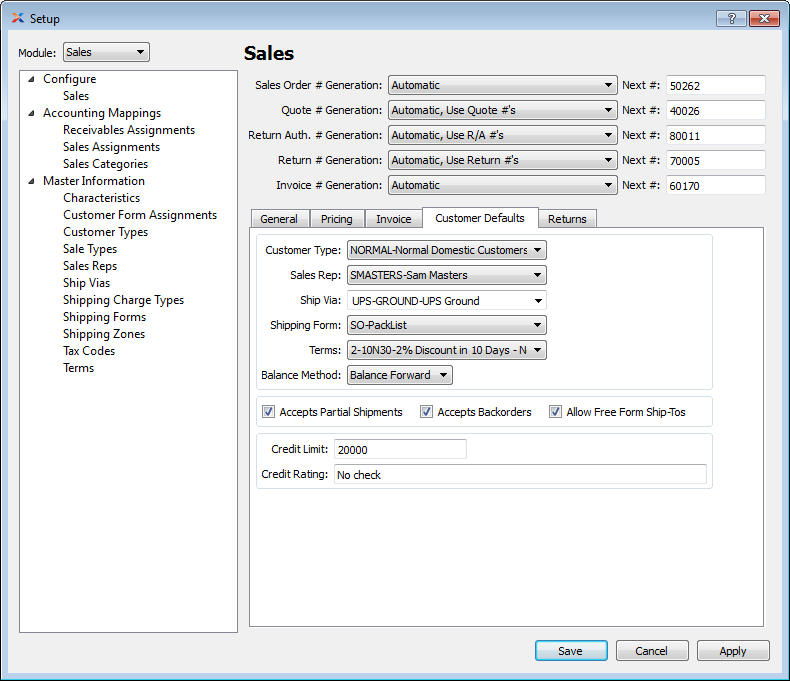 Setup
?
Module: Sales
Configure
Sales
Accounting Mappings
Receivables Assignments
Sales Assignments
Sales Categories
Master Information
Characteristics
Customer Form Assignments
Customer Types
Sale Types
Sales Reps
Ship Vias
Shipping Charge Types
Shipping Forms
Shipping Zones
Tax Codes
Terms
Sales
Sales Order # Generation: Automatic Next #: 50262
Quote # Generation: Automatic, Use Quote #'s Next #: 40026
Return Auth. # Generation: Automatic, Use R/A #'s Next #: 80011
Return # Generation: Automatic, Use Return #'s Next #: 70005
Invoice # Generation: Automatic Next #: 60170
General Pricing Invoice Customer Defaults Returns
Customer Type: NORMAL-Normal Domestic Customers
Sales Rep: SMASTERS-Sam Masters
Ship Via: UPS-GROUND-UPS Ground
Shipping Form: SO-PackList
Terms: 2-10N30-2% Discount in 10 Days - N
Balance Method: Balance Forward
Accepts Partial Shipments Accepts Backorders Allow Free Form Ship-Tos
Credit Limit: 20000
Credit Rating: No check
Save Cancel Apply